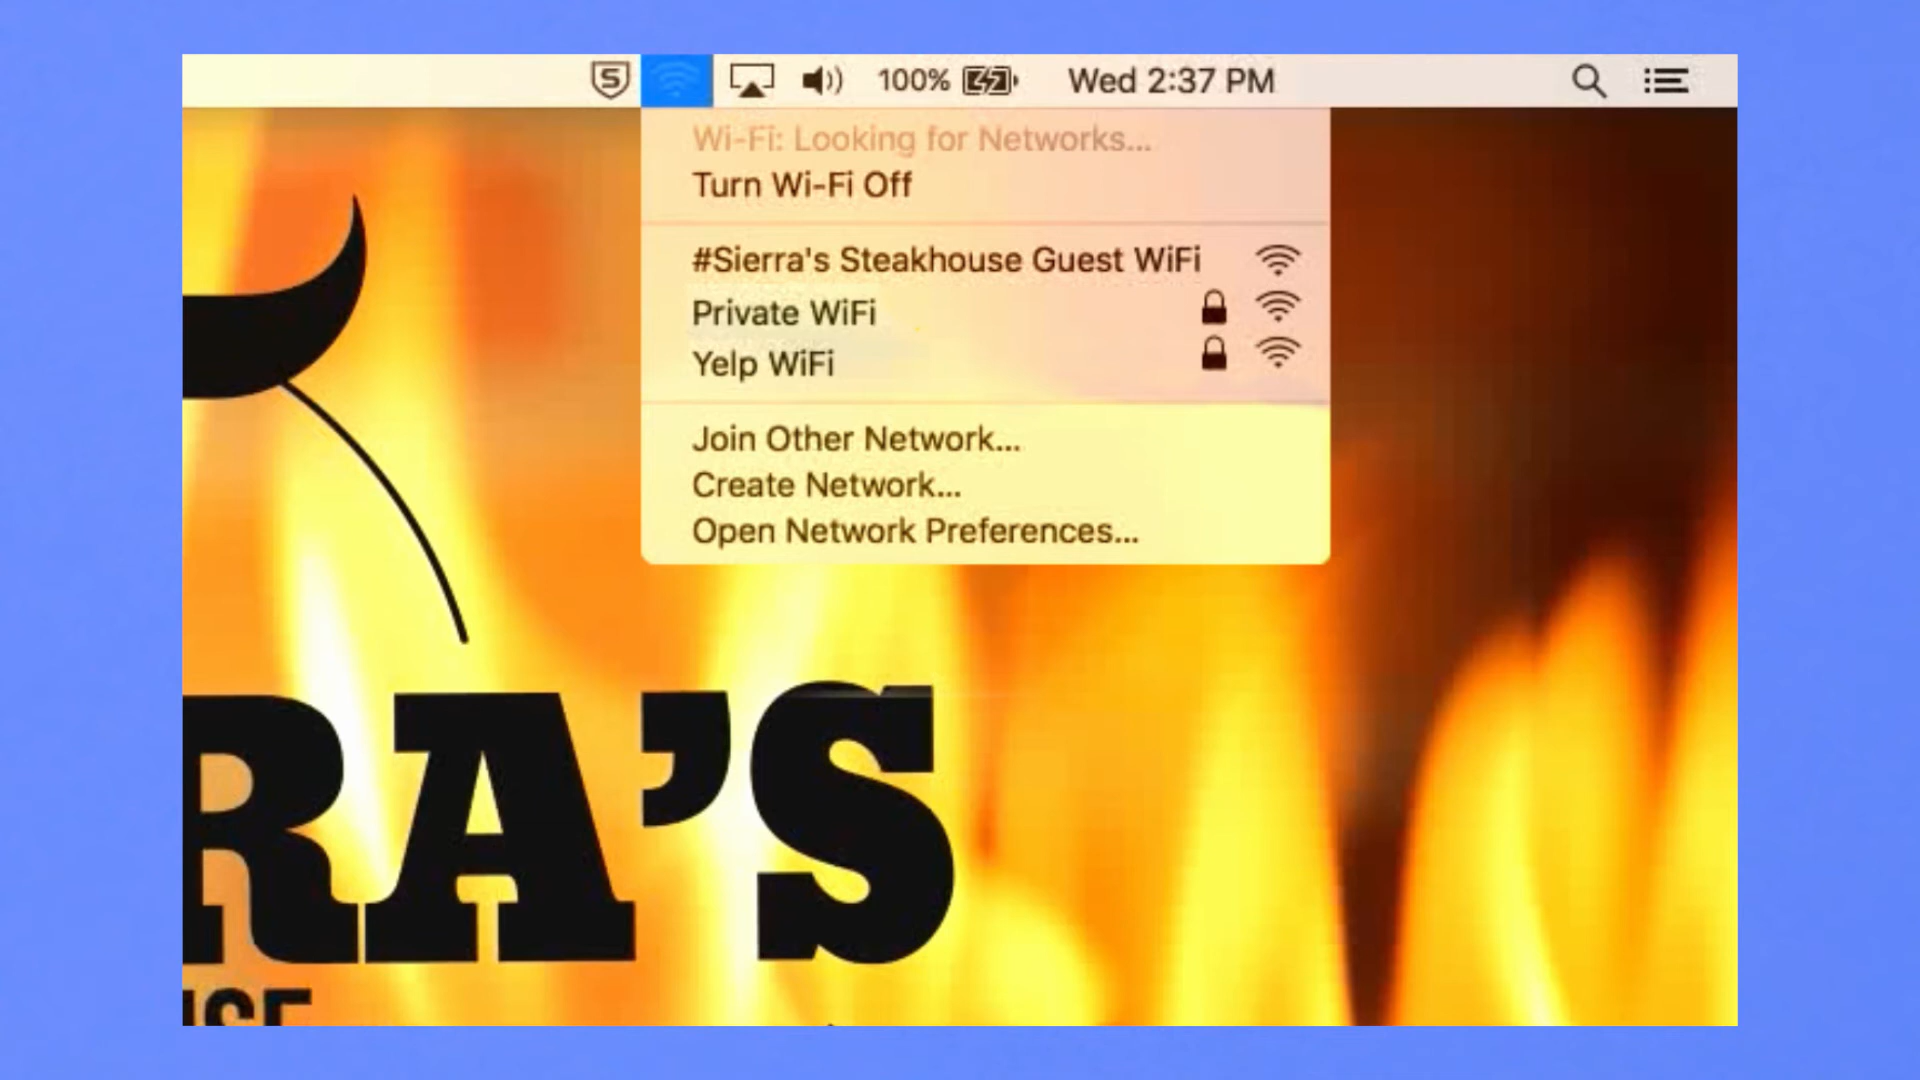 S 100% Wed 2:37 PM
Wi-Fi: Looking for Networks...
Turn Wi-Fi Off
#Sierra's Steakhouse Guest WiFi
Private WiFi
Yelp WiFi
Join Other Network...
Create Network...
Open Network Preferences...
RA’S
USE